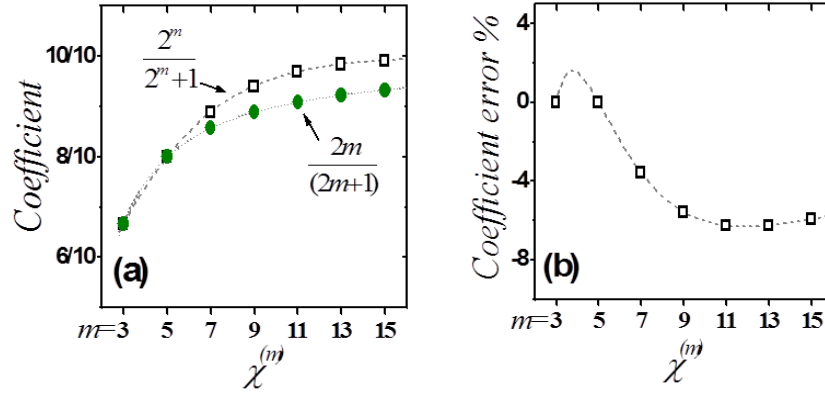 Coefficient
10/10
8/10
6/10
2^m
2^m+1
2m
(2m+1)
(a)
m=3 5 7 9 11 13 15
χ^(m)
Coefficient error %
4
0
-4
-8
(b)
m=3 5 7 9 11 13 15
χ^(m)